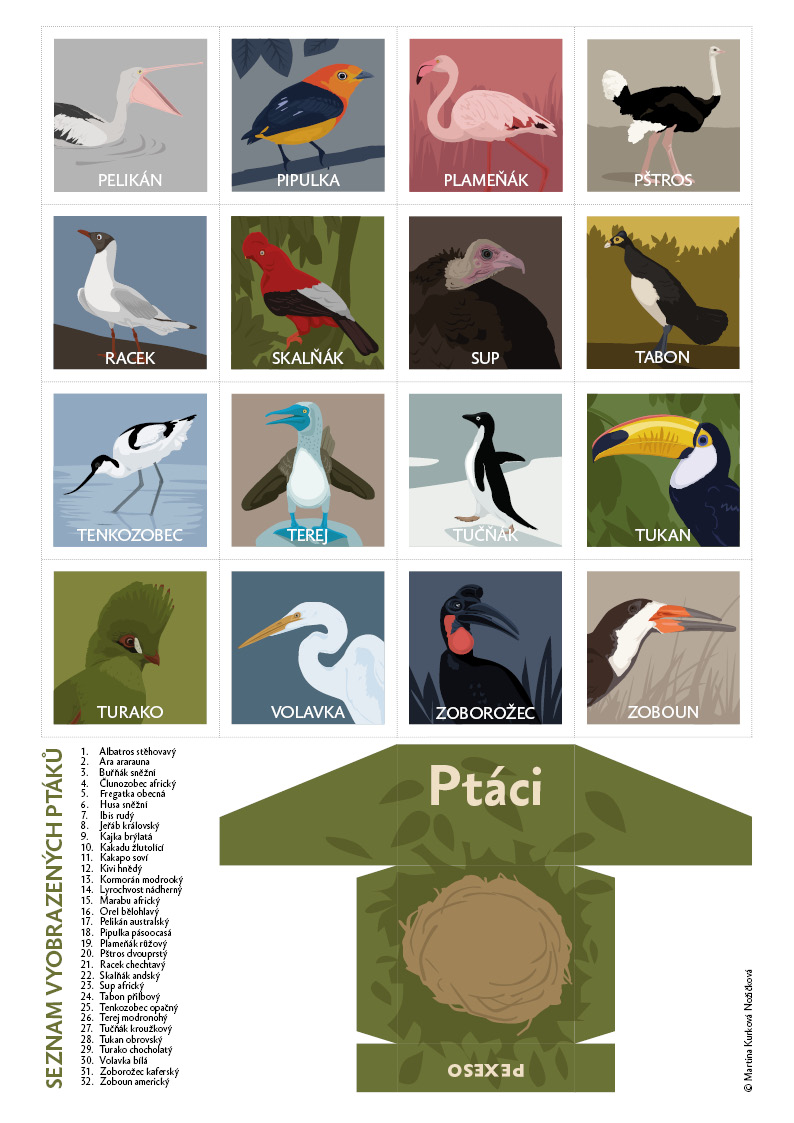 PELIKÁN
PIPULKA
PLAMEŇÁK
PŠTROS
RACEK
SKALŇÁK
SUP
TABON
TENKOZOBEC
TEREJ
TUČŇÁK
TUKAN
TURAKO
VOLAVKA
ZOBOROŽEC
ZOBOUN
SEZNAM VYOBRAZENÝCH PTÁKŮ
1. Albatros stěhovavý
2. Ara ararauna
3. Buřňák sněžní
4. Člunozobec africký
5. Fregatka obecná
6. Husa sněžní
7. Ibis rudý
8. Jeřáb královský
9. Kajka brýlatá
10. Kakadu žlutolící
11. Kakapo soví
12. Kivi hnědý
13. Kormorán modrooký
14. Lyrochvost nádherný
15. Marabu africký
16. Orel bělohlavý
17. Pelikán australský
18. Pipulka pásoocasá
19. Plameňák růžový
20. Pštros dvouprstý
21. Racek chechtavý
22. Skalňák andský
23. Sup africký
24. Tabon přilbový
25. Tenkozobec opačný
26. Terej modronohý
27. Tučňák kroužkový
28. Tukan obrovský
29. Turako chocholatý
30. Volavka bílá
31. Zoborožec kaferský
32. Zoboun americký
Ptáci
PEXESO
© Martina Kurková Nožičková